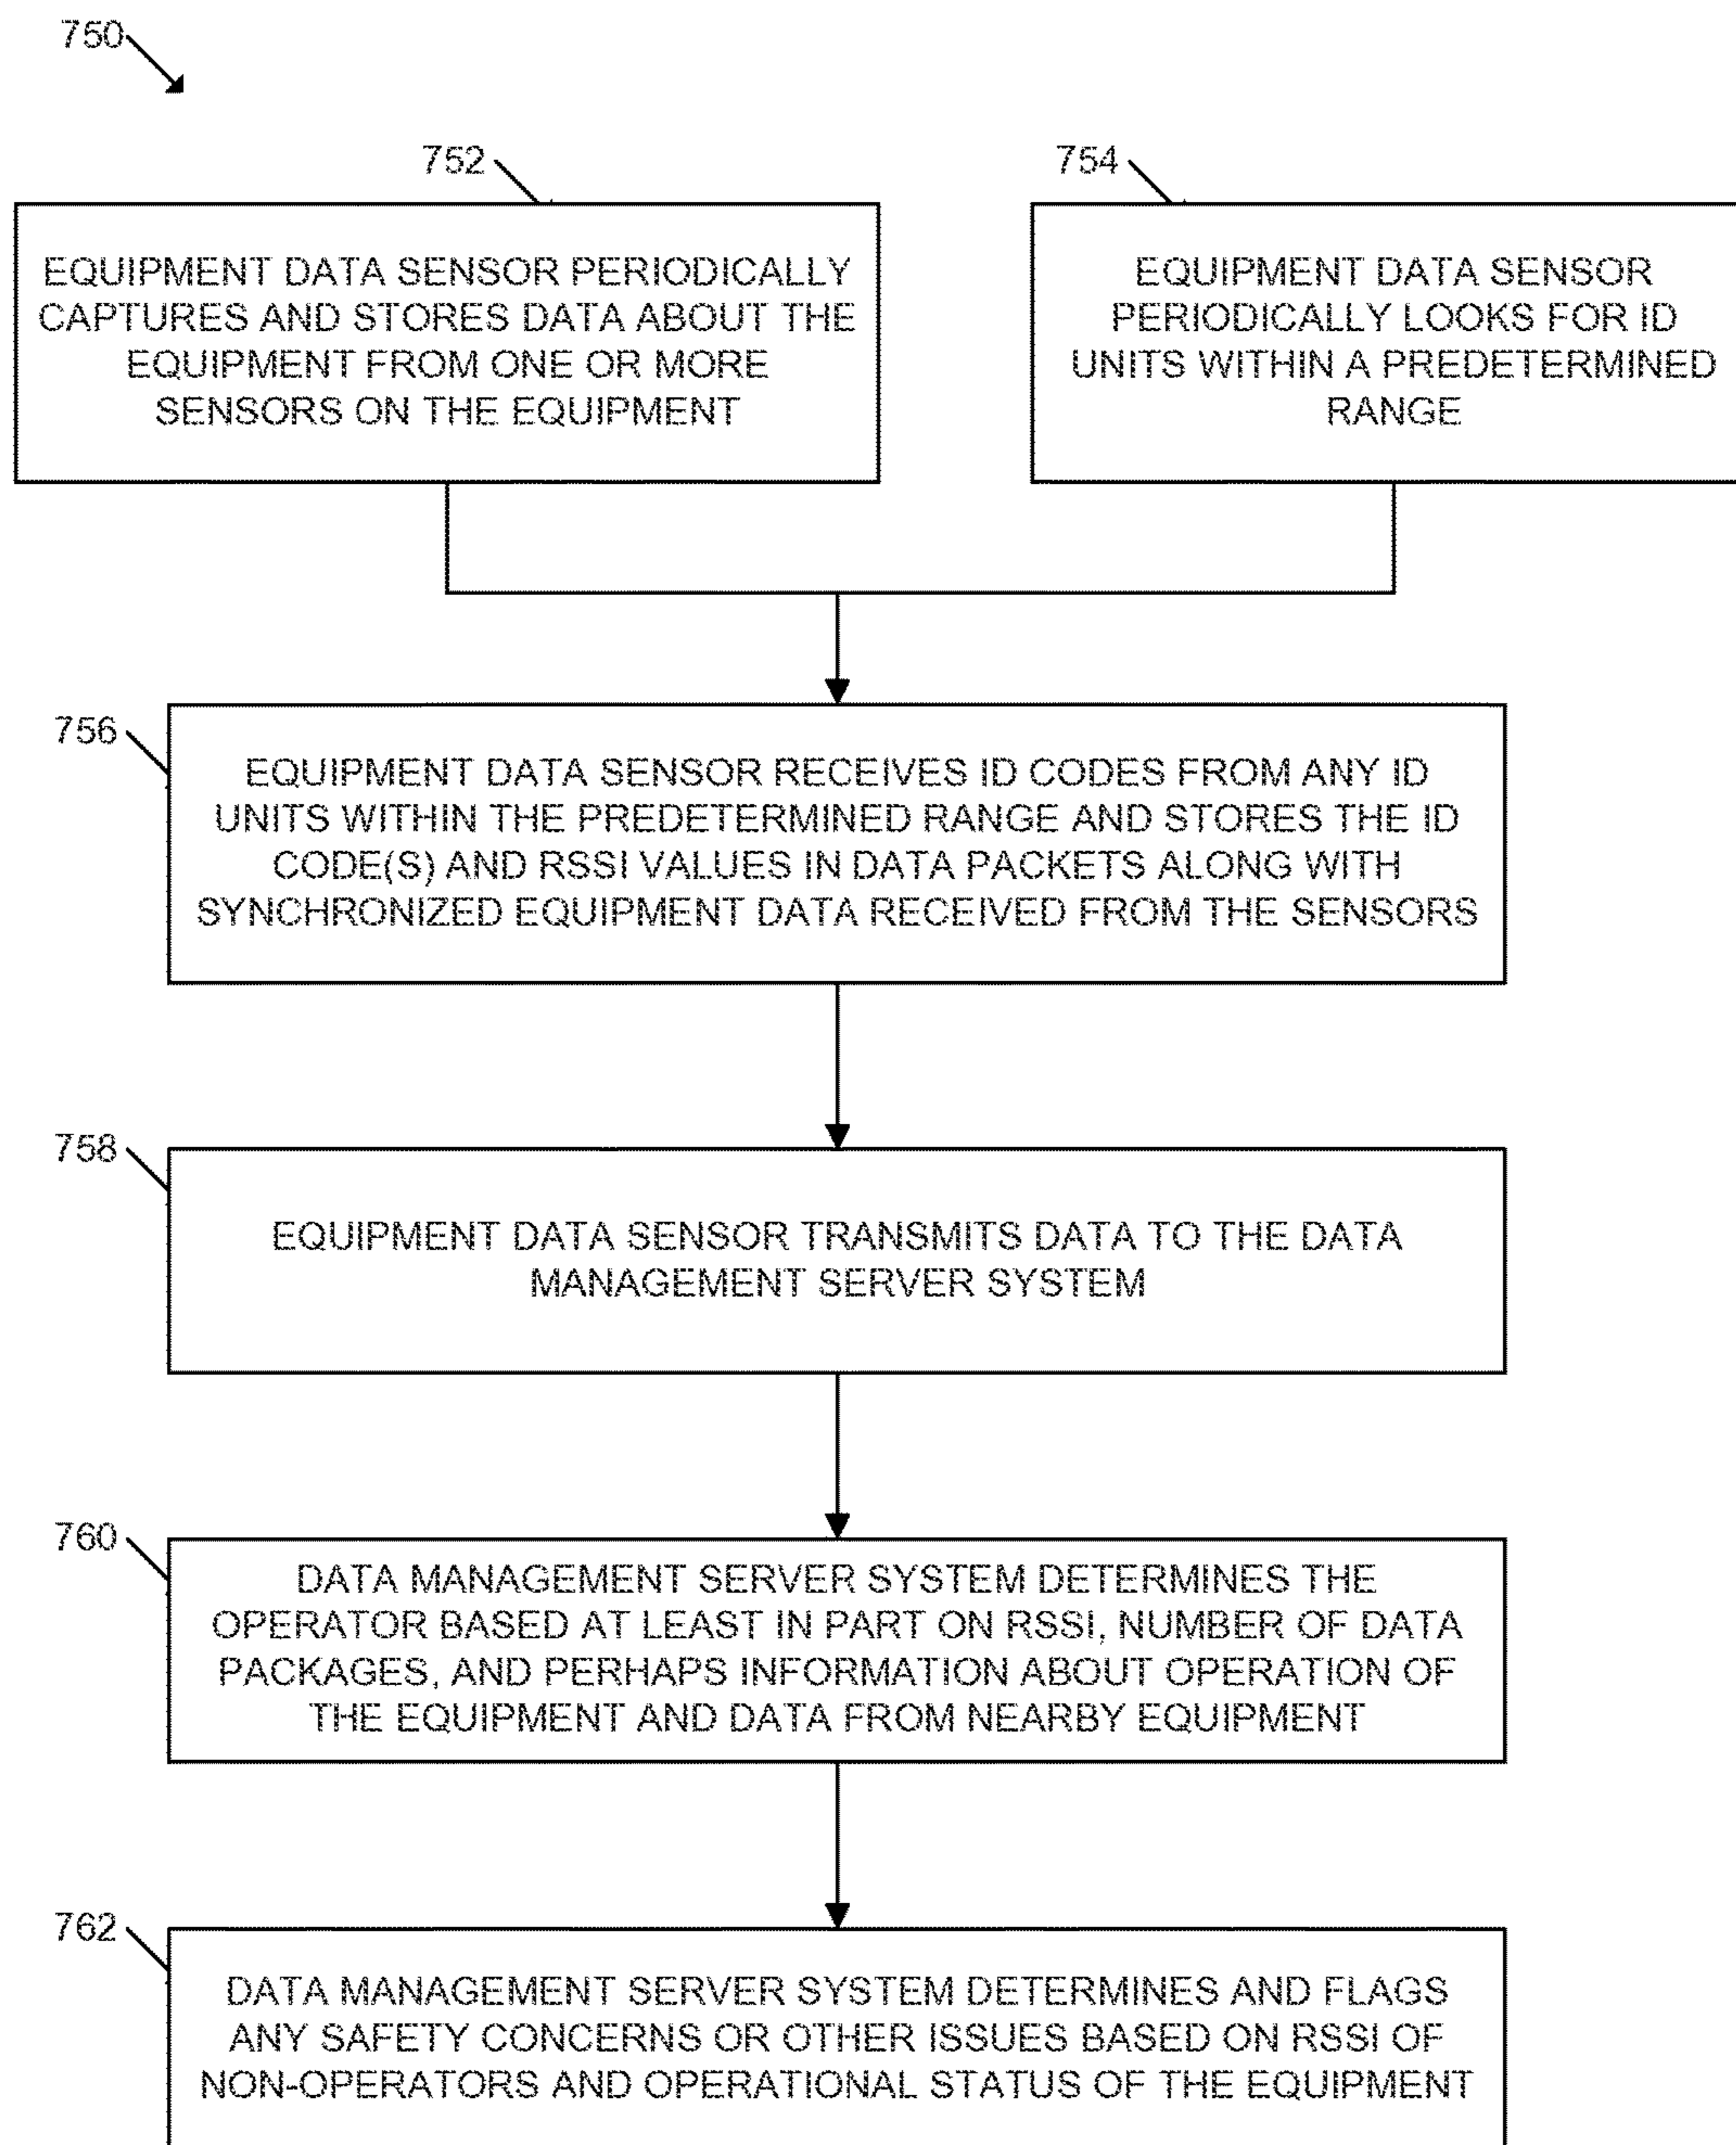 750
752
EQUIPMENT DATA SENSOR PERIODICALLY
CAPTURES AND STORES DATA ABOUT THE
EQUIPMENT FROM ONE OR MORE
SENSORS ON THE EQUIPMENT
754
EQUIPMENT DATA SENSOR
PERIODICALLY LOOKS FOR ID
UNITS WITHIN A PREDETERMINED
RANGE
756
EQUIPMENT DATA SENSOR RECEIVES ID CODES FROM ANY ID
UNITS WITHIN THE PREDETERMINED RANGE AND STORES THE ID
CODE(S) AND RSSI VALUES IN DATA PACKETS ALONG WITH
SYNCHRONIZED EQUIPMENT DATA RECEIVED FROM THE SENSORS
758
EQUIPMENT DATA SENSOR TRANSMITS DATA TO THE DATA
MANAGEMENT SERVER SYSTEM
760
DATA MANAGEMENT SERVER SYSTEM DETERMINES THE
OPERATOR BASED AT LEAST IN PART ON RSSI, NUMBER OF DATA
PACKAGES, AND PERHAPS INFORMATION ABOUT OPERATION OF
THE EQUIPMENT AND DATA FROM NEARBY EQUIPMENT
762
DATA MANAGEMENT SERVER SYSTEM DETERMINES AND FLAGS
ANY SAFETY CONCERNS OR OTHER ISSUES BASED ON RSSI OF
NON-OPERATORS AND OPERATIONAL STATUS OF THE EQUIPMENT